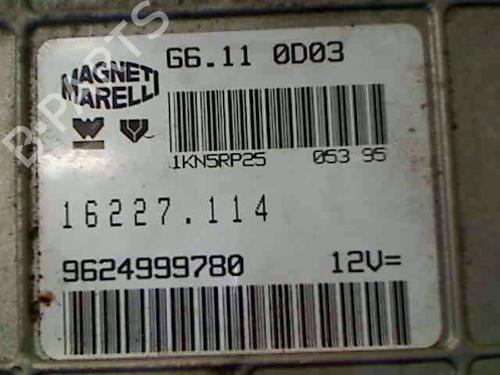 G6.11 0D03
MAGNETI
MARELLI
1KN5RP25 053 95
16227.114
9624999780 12V=
B-PARTS